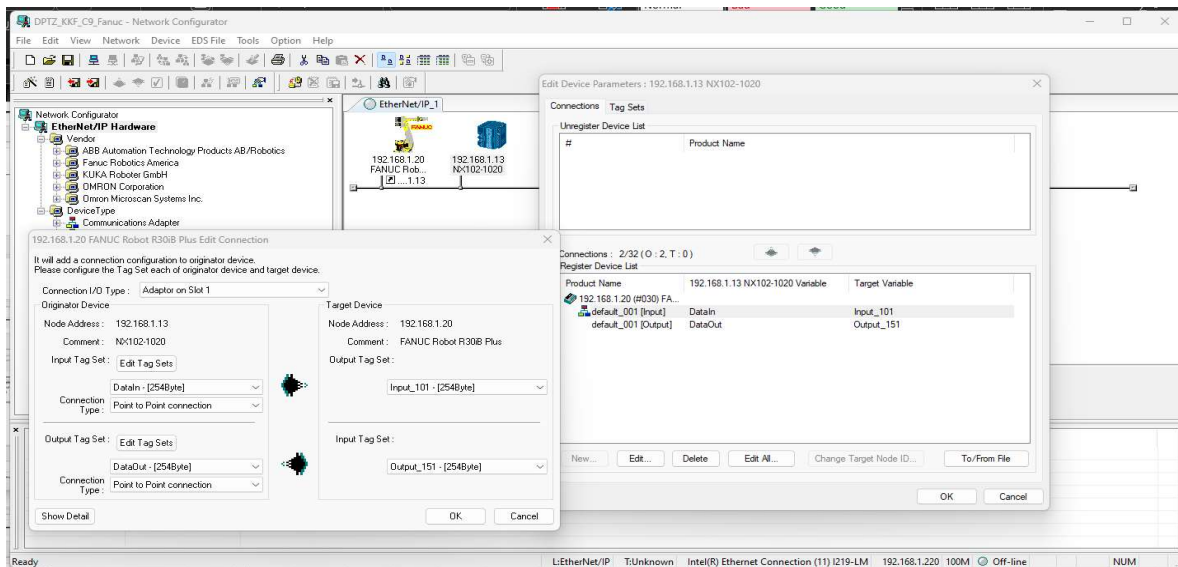 Normal
Bad
Good
DPTZ_KKF_C9_Fanuc - Network Configurator
File Edit View Network Device EDS File Tools Option Help
Network Configurator
EtherNet/IP Hardware
Vendor
ABB Automation Technology Products AB/Robotics
Fanuc Robotics America
KUKA Roboter GmbH
OMRON Corporation
Omron Microscan Systems Inc.
DeviceType
Communications Adapter
EtherNet/IP_1
FANUC
192.168.1.20
FANUC Rob...
....1.13
192.168.1.13
NX102-1020
Edit Device Parameters : 192.168.1.13 NX102-1020
Connections Tag Sets
Unregister Device List
# Product Name
Connections : 2/32 ( O : 2, T : 0 )
Register Device List
Product Name 192.168.1.13 NX102-1020 Variable Target Variable
192.168.1.20 (#030) FA...
default_001 [Input] DataIn Input_101
default_001 [Output] DataOut Output_151
New... Edit... Delete Edit All... Change Target Node ID... To/From File
OK Cancel
192.168.1.20 FANUC Robot R30iB Plus Edit Connection
It will add a connection configuration to originator device.
Please configure the Tag Set each of originator device and target device.
Connection I/O Type : Adaptor on Slot 1
Originator Device
Node Address : 192.168.1.13
Comment : NX102-1020
Input Tag Set : Edit Tag Sets
DataIn - [254Byte]
Connection
Type : Point to Point connection
Output Tag Set : Edit Tag Sets
DataOut - [254Byte]
Connection
Type : Point to Point connection
Target Device
Node Address : 192.168.1.20
Comment : FANUC Robot R30iB Plus
Output Tag Set :
Input_101 - [254Byte]
Input Tag Set :
Output_151 - [254Byte]
Show Detail OK Cancel
Ready L:EtherNet/IP T:Unknown Intel(R) Ethernet Connection (11) I219-LM 192.168.1.220 100M Off-line NUM